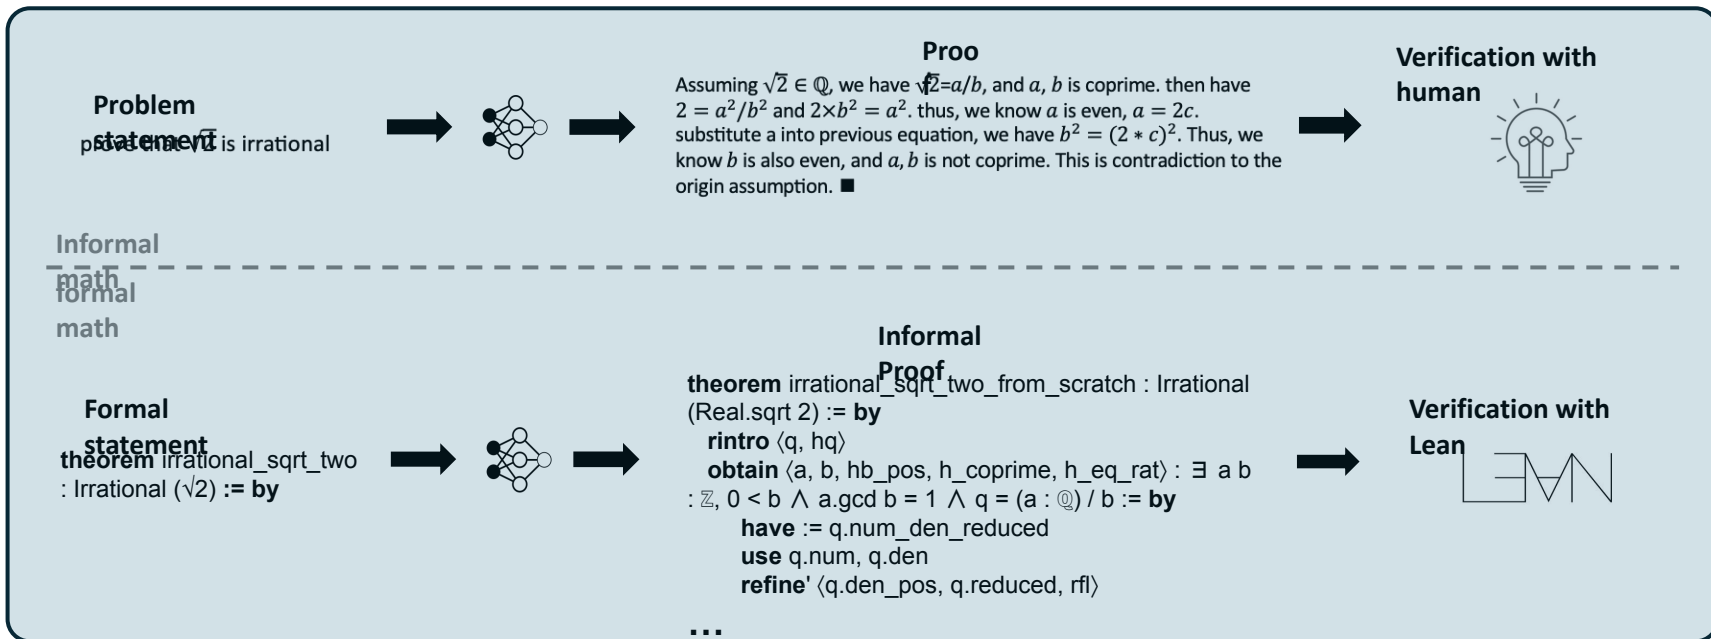 Problem
statement
prove that √2 is irrational
Proo
f
Assuming √2 ∈ ℚ, we have √2=a/b, and a, b is coprime. then have
2 = a²/b² and 2×b² = a². thus, we know a is even, a = 2c.
substitute a into previous equation, we have b² = (2 * c)². Thus, we
know b is also even, and a, b is not coprime. This is contradiction to the
origin assumption. ■
Verification with
human
Informal
math
formal
math
Formal
statement
theorem irrational_sqrt_two
: Irrational (√2) := by
Informal
Proof
theorem irrational_sqrt_two_from_scratch : Irrational
(Real.sqrt 2) := by
rintro ⟨q, hq⟩
obtain ⟨a, b, hb_pos, h_coprime, h_eq_rat⟩ : ∃ a b
: ℤ, 0 < b ∧ a.gcd b = 1 ∧ q = (a : ℚ) / b := by
have := q.num_den_reduced
use q.num, q.den
refine' ⟨q.den_pos, q.reduced, rfl⟩
...
Verification with
Lean
LEAN